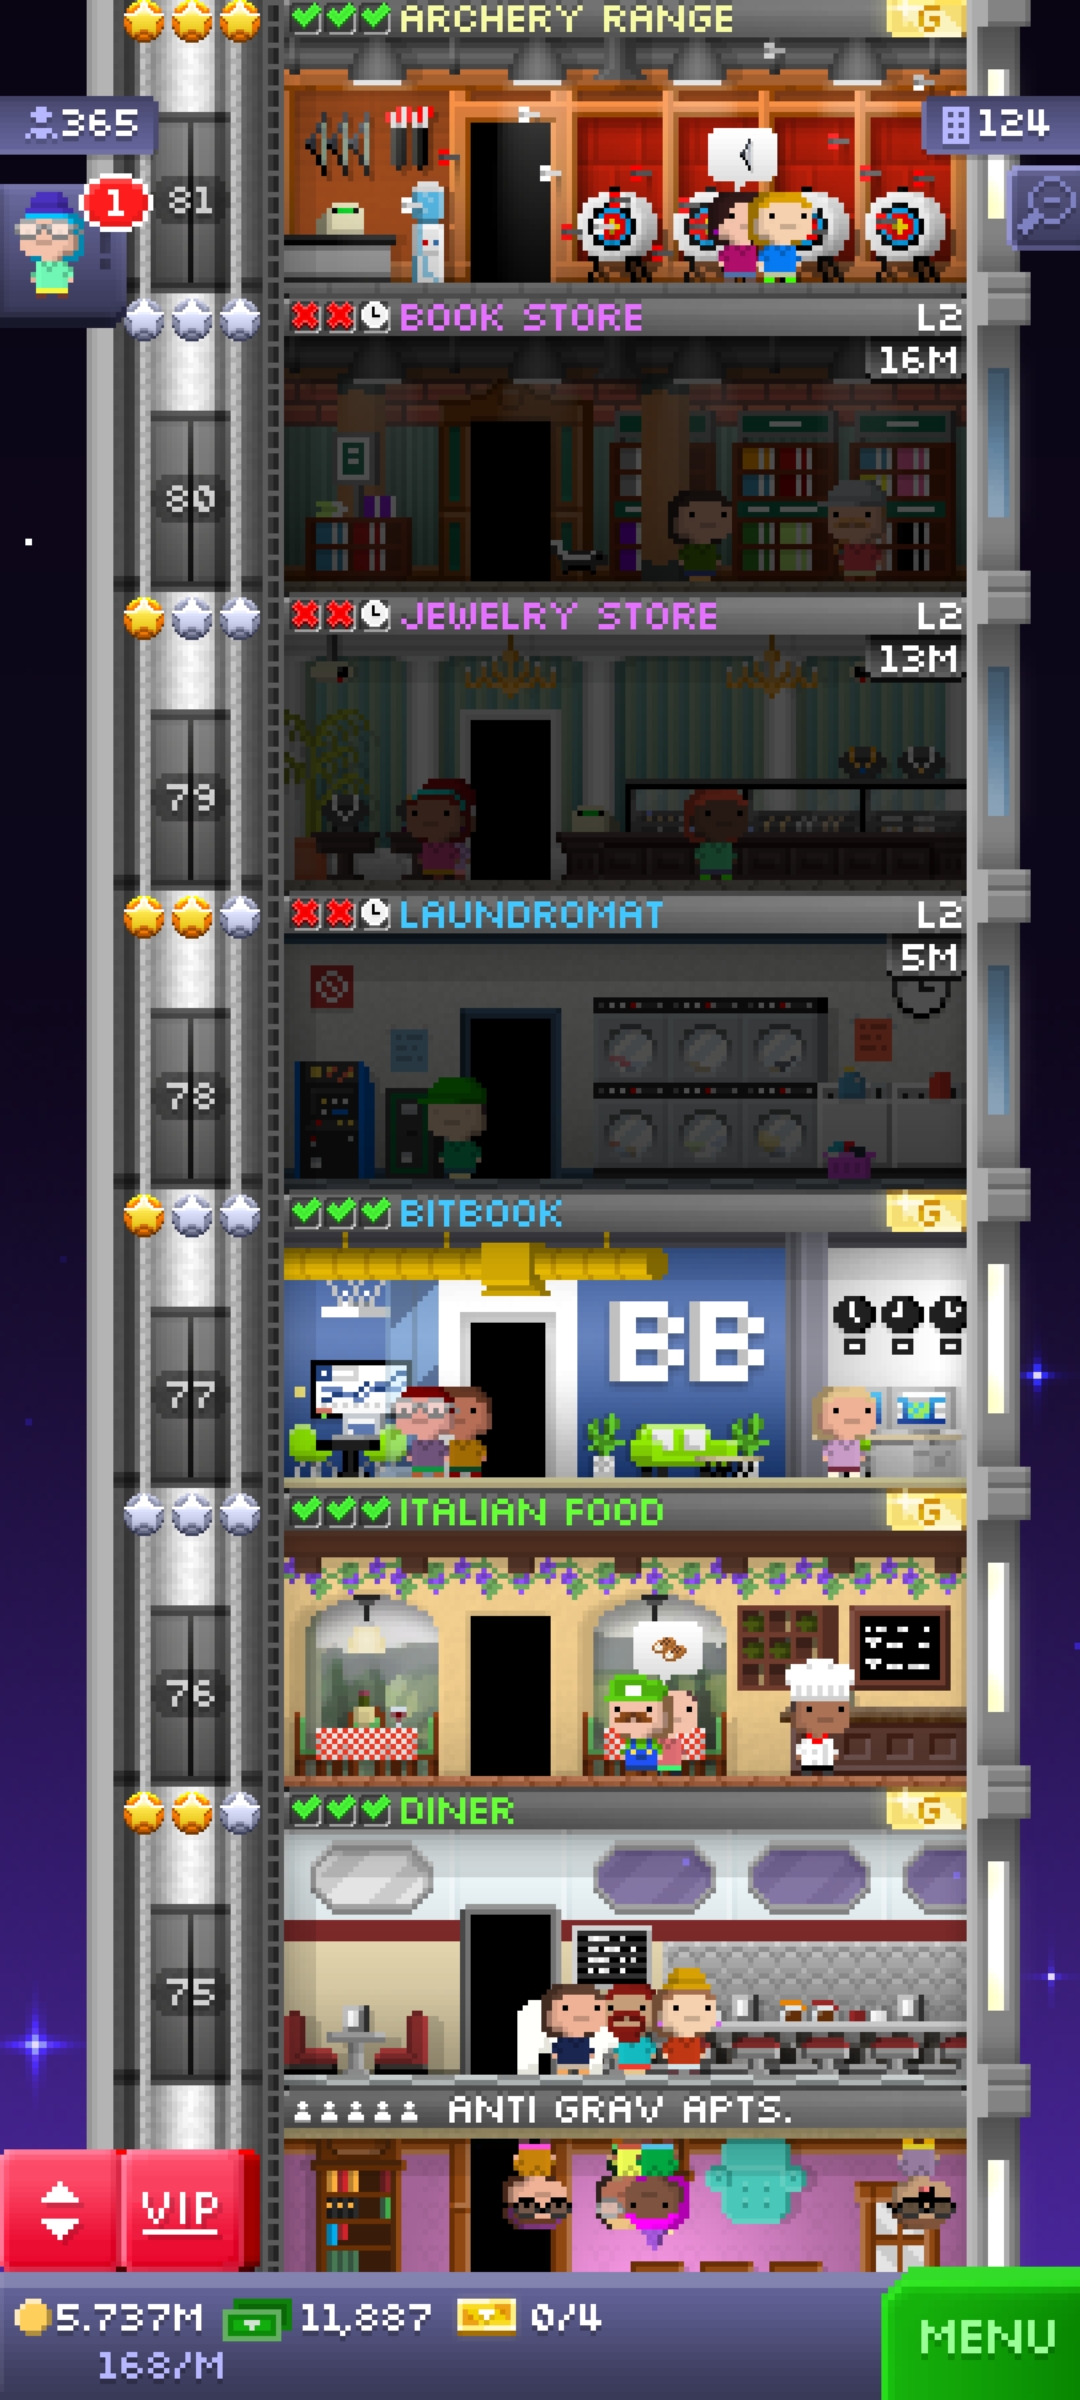 ARCHERY RANGE G
365
124
81
1
BOOK STORE L2
16M
80
JEWELRY STORE L2
13M
79
LAUNDROMAT L2
5M
78
BITBOOK G
BB
77
ITALIAN FOOD G
76
DINER G
75
ANTI GRAV APTS.
VIP
5.737M 11,887 0/4
168/M
MENU